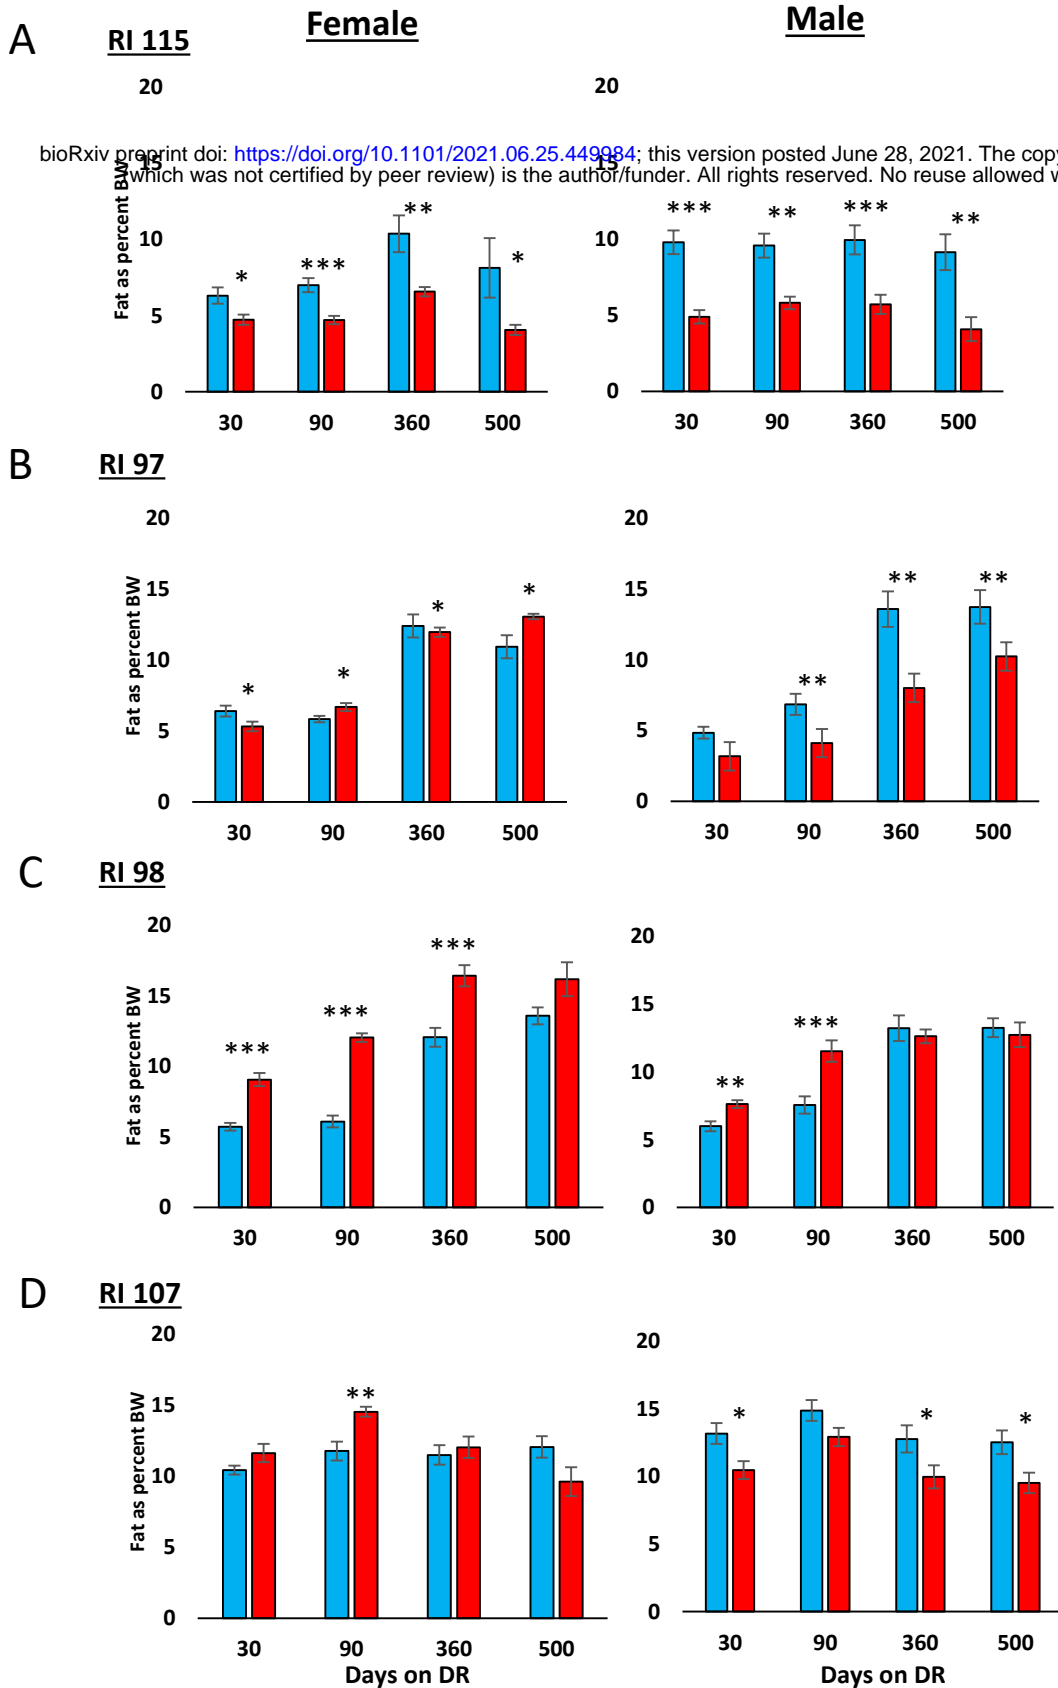 A
RI 115
Female
Male
20
20
bioRxiv preprint doi: https://doi.org/10.1101/2021.06.25.449984; this version posted June 28, 2021. The copy
(which was not certified by peer review) is the author/funder. All rights reserved. No reuse allowed w
15
15
Fat as percent BW
10
5
0
* *** ** *
30 90 360 500
10
5
0
*** ** *** **
30 90 360 500
B
RI 97
Fat as percent BW
20
15
10
5
0
* * * *
30 90 360 500
20
15
10
5
0
** ** **
30 90 360 500
C
RI 98
Fat as percent BW
20
15
10
5
0
*** *** ***
30 90 360 500
20
15
10
5
0
** ***
30 90 360 500
D
RI 107
Fat as percent BW
20
15
10
5
0
**
30 90 360 500
Days on DR
20
15
10
5
0
* * *
30 90 360 500
Days on DR